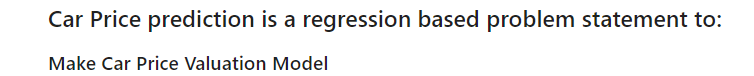 Car Price prediction is a regression based problem statement to:
Make Car Price Valuation Model